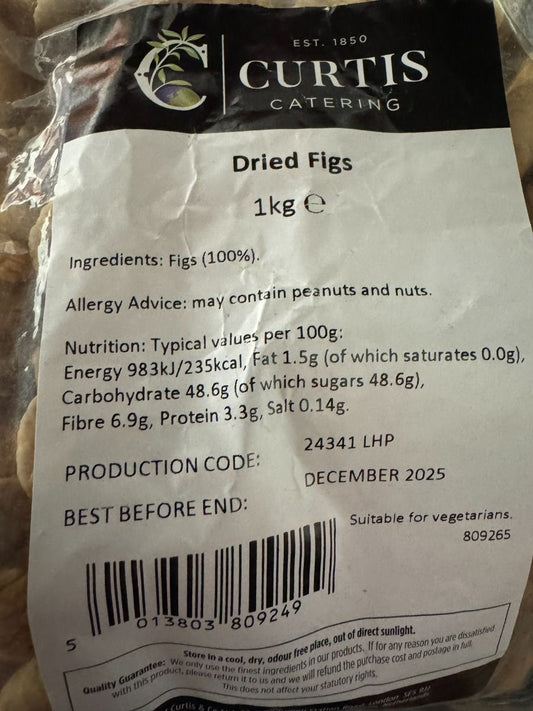 EST. 1850
CURTIS
CATERING
Dried Figs
1kg ℮
Ingredients: Figs (100%).
Allergy Advice: may contain peanuts and nuts.
Nutrition: Typical values per 100g:
Energy 983kJ/235kcal, Fat 1.5g (of which saturates 0.0g),
Carbohydrate 48.6g (of which sugars 48.6g),
Fibre 6.9g, Protein 3.3g, Salt 0.14g.
PRODUCTION CODE: 24341 LHP
BEST BEFORE END: DECEMBER 2025
Suitable for vegetarians.
809265
5 013803 809249
Store in a cool, dry, odour free place, out of direct sunlight.
Quality Guarantee: We only use the finest ingredients in our products. If for any reason you are dissatisfied
with this product, please return it to us and we will refund the purchase cost and postage in full.
This does not affect your statutory rights.
Curtis & London, SE5